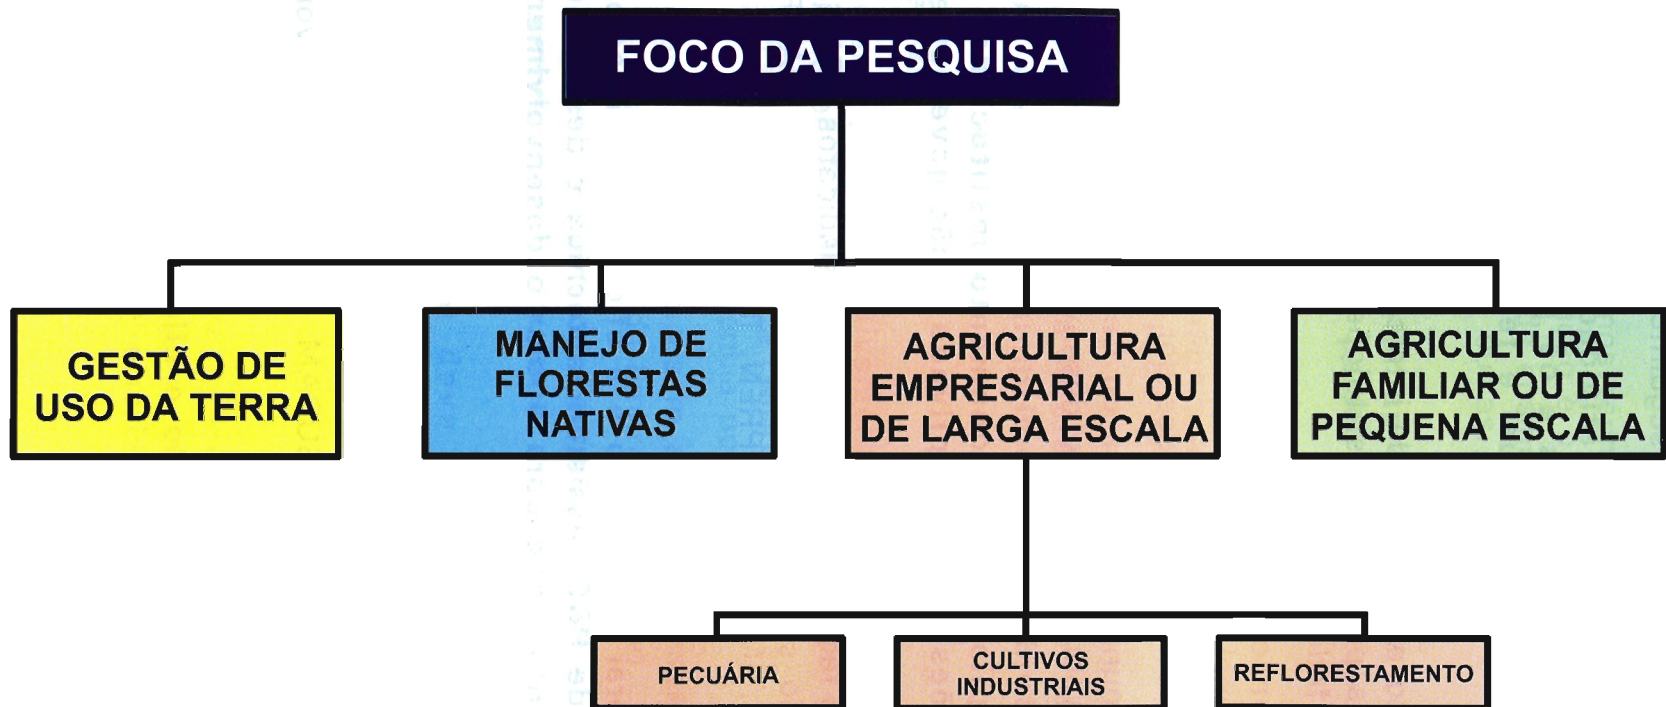 FOCO DA PESQUISA
GESTÃO DE
USO DA TERRA
MANEJO DE
FLORESTAS
NATIVAS
AGRICULTURA
EMPRESARIAL OU
DE LARGA ESCALA
AGRICULTURA
FAMILIAR OU DE
PEQUENA ESCALA
PECUÁRIA
CULTIVOS
INDUSTRIAIS
REFLORESTAMENTO